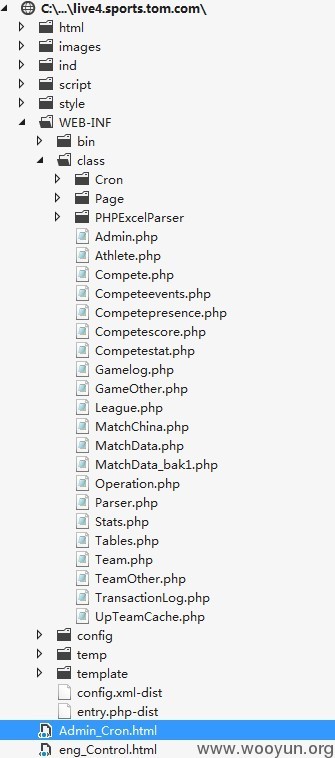 C:\...\live4.sports.tom.com\
html
images
ind
script
style
WEB-INF
bin
class
Cron
Page
PHPExcelParser
Admin.php
Athlete.php
Compete.php
Competeevents.php
Competepresence.php
Competescore.php
Competestat.php
Gamelog.php
GameOther.php
League.php
MatchChina.php
MatchData.php
MatchData_bak1.php
Operation.php
Parser.php
Stats.php
Tables.php
Team.php
TeamOther.php
TransactionLog.php
UpTeamCache.php
config
temp
template
config.xml-dist
entry.php-dist
Admin_Cron.html
eng_Control.html
www.wooyun.org